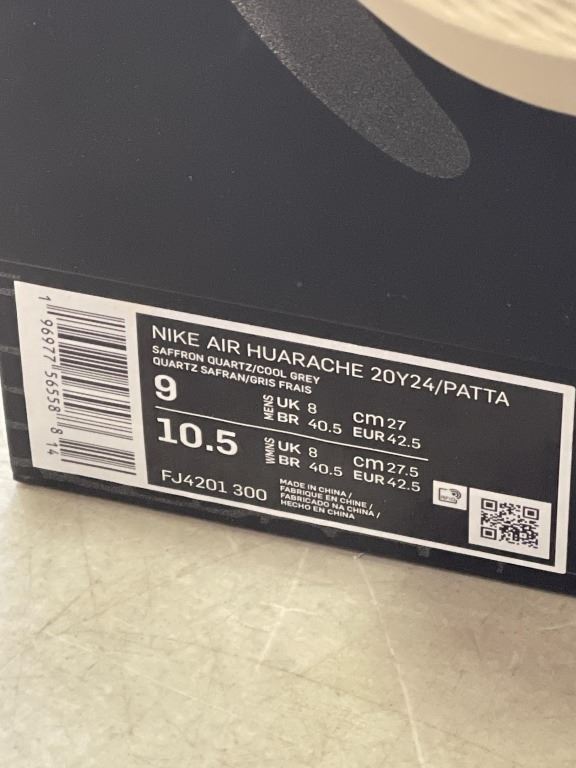 NIKE AIR HUARACHE 20Y24/PATTA
SAFFRON QUARTZ/COOL GREY
QUARTZ SAFRAN/GRIS FRAIS
9 MENS UK 8 cm 27
BR 40.5 EUR 42.5
10.5 WMNS UK 8 cm 27.5
BR 40.5 EUR 42.5
FJ4201 300
MADE IN CHINA /
FABRIQUE EN CHINE /
FABRICADO NA CHINA /
HECHO EN CHINA
1 96977 56558 8 14